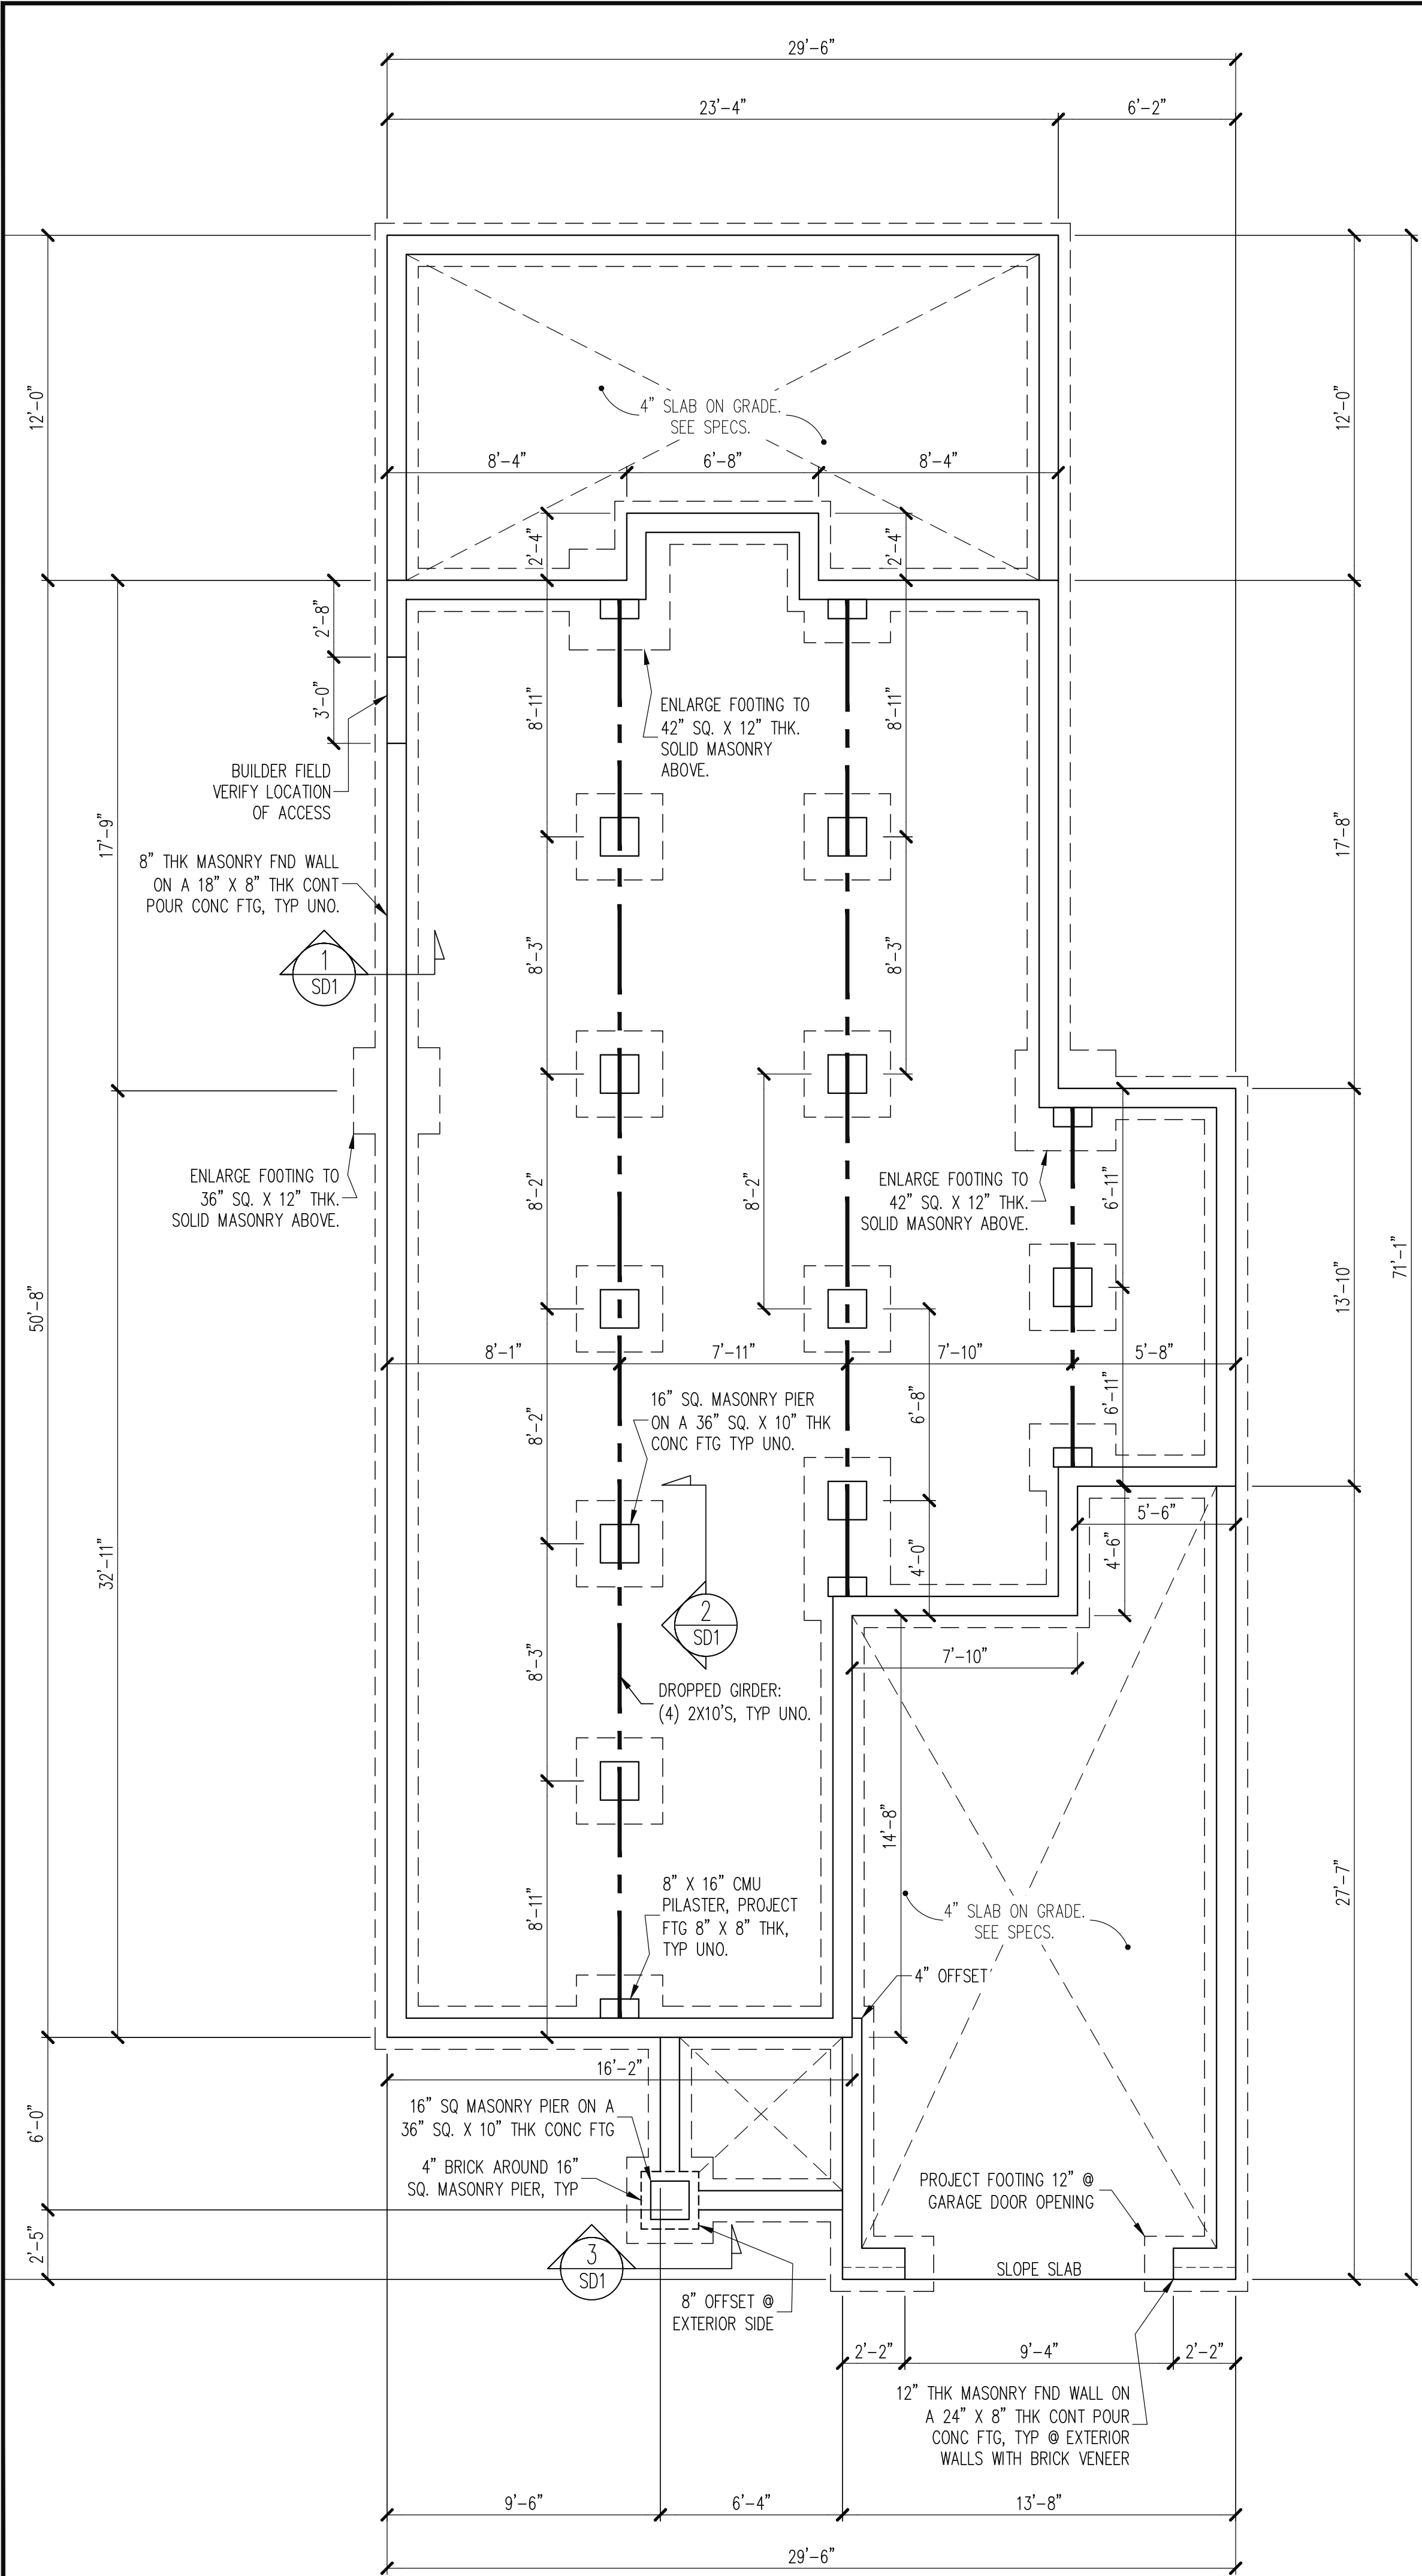 29'-6"
23'-4"
6'-2"
12'-0"
12'-0"
4" SLAB ON GRADE.
SEE SPECS.
8'-4"
6'-8"
8'-4"
2'-4"
2'-4"
2'-8"
3'-0"
8'-11"
8'-11"
ENLARGE FOOTING TO
42" SQ. X 12" THK.
SOLID MASONRY
ABOVE.
BUILDER FIELD
VERIFY LOCATION
OF ACCESS
17'-9"
17'-8"
8" THK MASONRY FND WALL
ON A 18" X 8" THK CONT
POUR CONC FTG, TYP UNO.
1
SD1
8'-3"
8'-3"
ENLARGE FOOTING TO
36" SQ. X 12" THK.
SOLID MASONRY ABOVE.
8'-2"
8'-2"
ENLARGE FOOTING TO
42" SQ. X 12" THK.
SOLID MASONRY ABOVE.
6'-11"
71'-1"
50'-8"
13'-10"
8'-1"
7'-11"
7'-10"
5'-8"
6'-11"
6'-8"
8'-2"
16" SQ. MASONRY PIER
ON A 36" SQ. X 10" THK
CONC FTG TYP UNO.
5'-6"
4'-6"
4'-0"
32'-11"
2
SD1
8'-3"
7'-10"
DROPPED GIRDER:
(4) 2X10'S, TYP UNO.
14'-8"
27'-7"
8'-11"
8" X 16" CMU
PILASTER, PROJECT
FTG 8" X 8" THK,
TYP UNO.
4" SLAB ON GRADE.
SEE SPECS.
4" OFFSET
16'-2"
6'-0"
16" SQ MASONRY PIER ON A
36" SQ. X 10" THK CONC FTG
4" BRICK AROUND 16"
SQ. MASONRY PIER, TYP
PROJECT FOOTING 12" @
GARAGE DOOR OPENING
2'-5"
3
SD1
SLOPE SLAB
8" OFFSET @
EXTERIOR SIDE
2'-2"
9'-4"
2'-2"
12" THK MASONRY FND WALL ON
A 24" X 8" THK CONT POUR
CONC FTG, TYP @ EXTERIOR
WALLS WITH BRICK VENEER
9'-6"
6'-4"
13'-8"
29'-6"